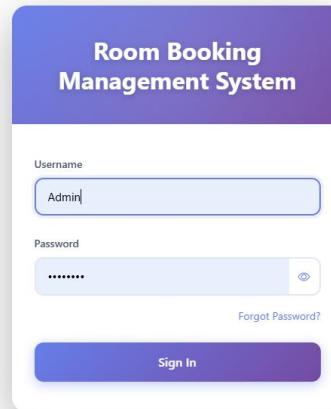 Room Booking
Management System
Username
Admin
Password
••••••••
Forgot Password?
Sign In